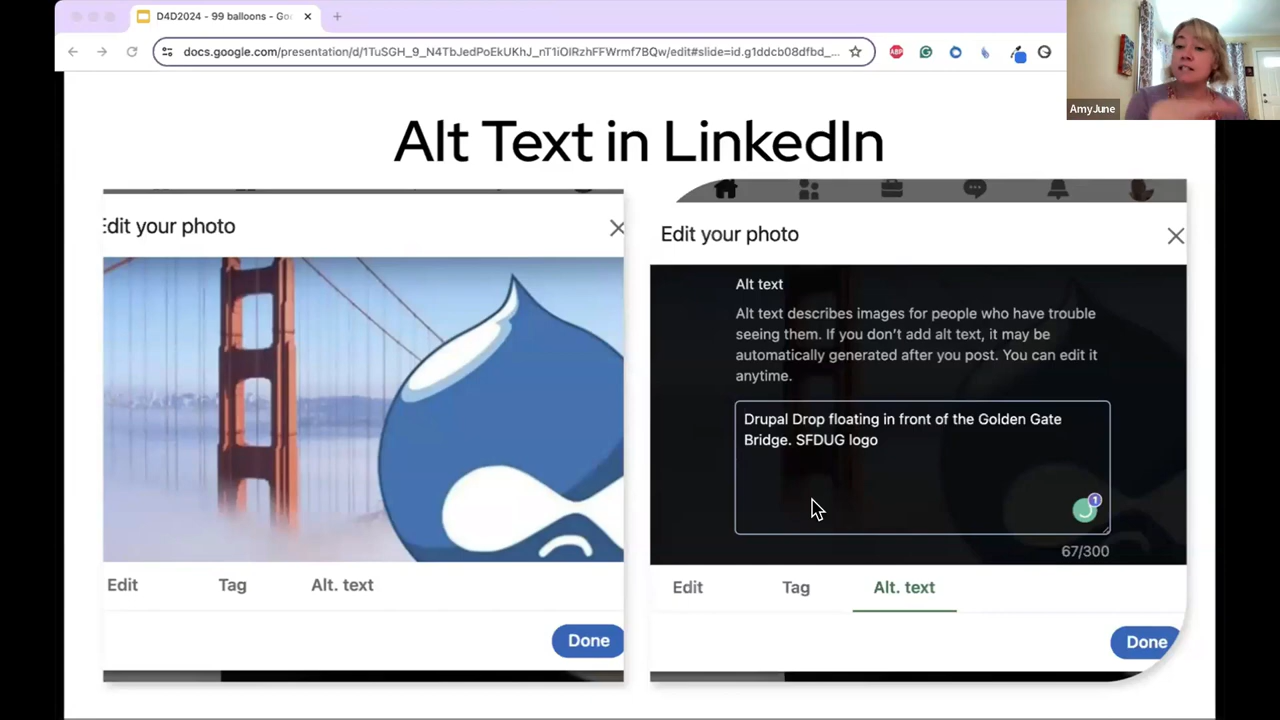 D4D2024 - 99 balloons - Go
docs.google.com/presentation/d/1TuSGH_9_N4TbJedPoEkUKhJ_nT1iOIRzhFFWrmf7BQw/edit#slide=id.g1ddcb08dfbd_...
ABP
AmyJune
Alt Text in LinkedIn
Edit your photo
Edit
Tag
Alt. text
Done
Edit your photo
Alt text
Alt text describes images for people who have trouble
seeing them. If you don't add alt text, it may be
automatically generated after you post. You can edit it
anytime.
Drupal Drop floating in front of the Golden Gate
Bridge. SFDUG logo
1
67/300
Edit
Tag
Alt. text
Done